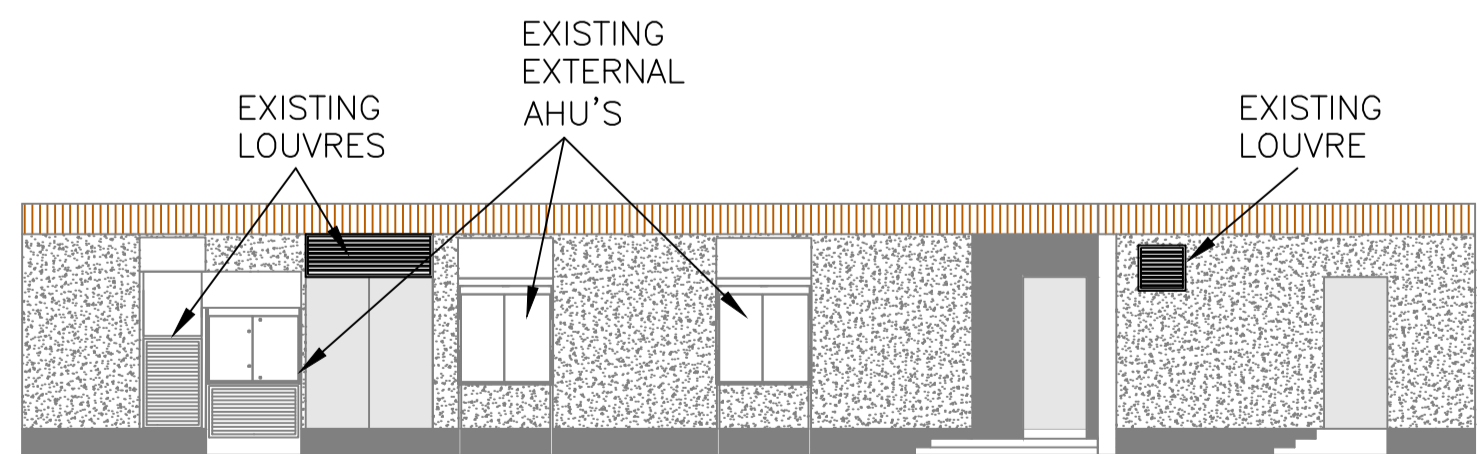 EXISTING
LOUVRES
EXISTING
EXTERNAL
AHU'S
EXISTING
LOUVRE